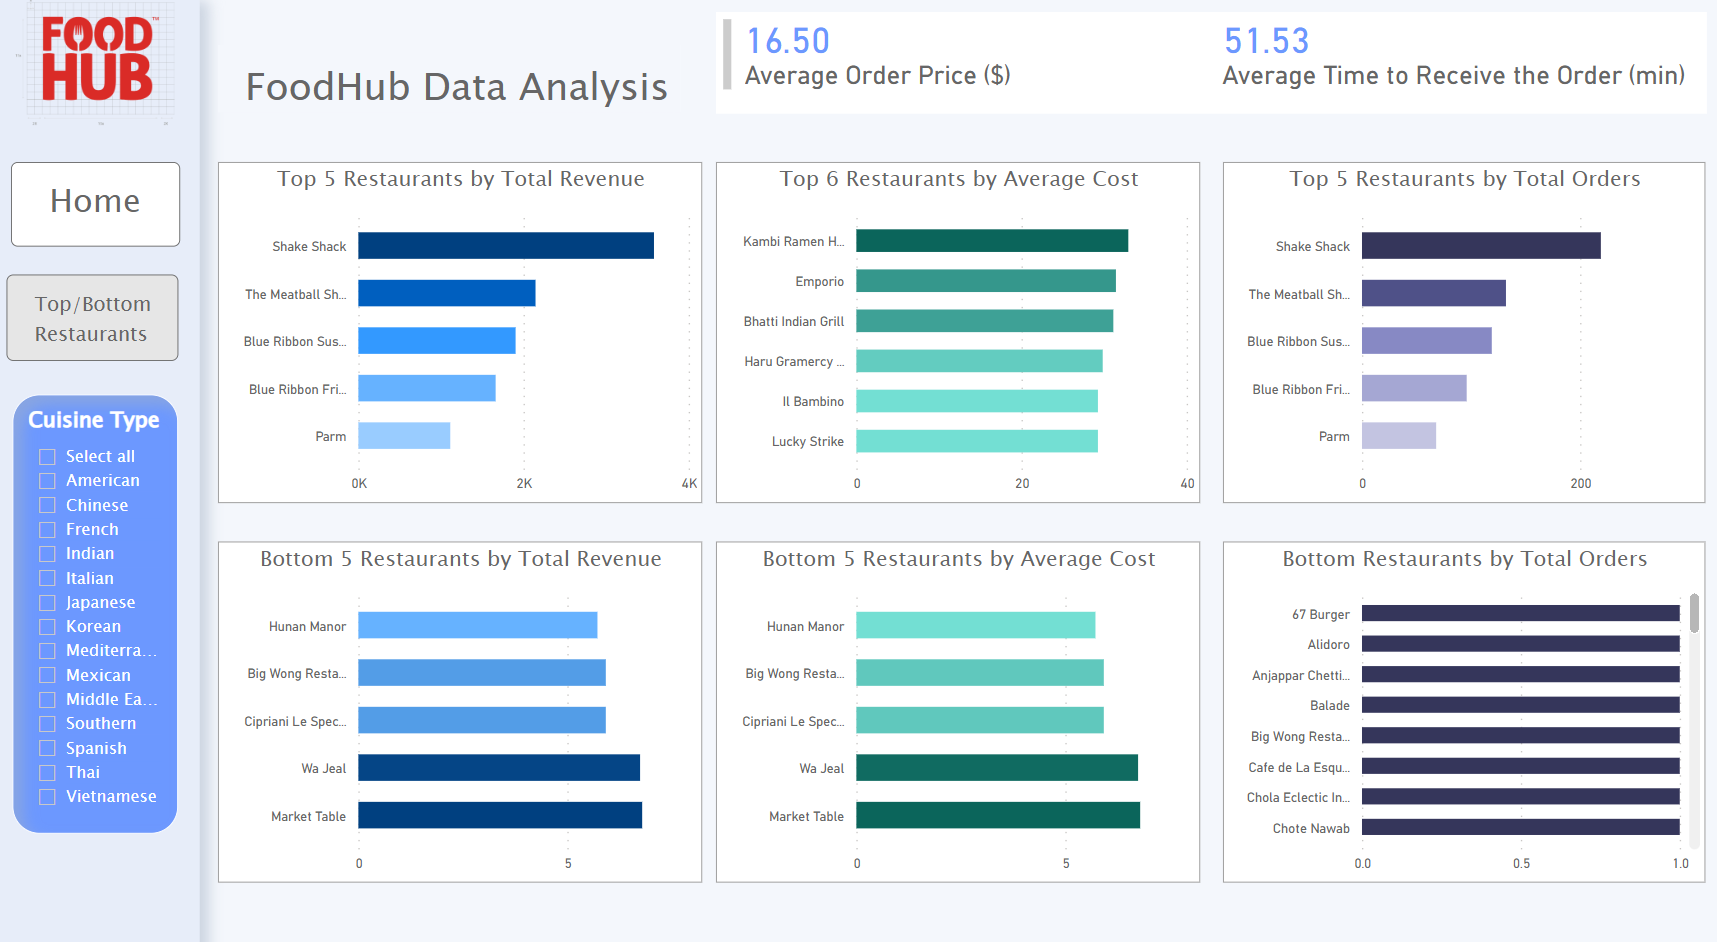 FOOD
HUB
™
Home
Top/Bottom
Restaurants
Cuisine Type
Select all
American
Chinese
French
Indian
Italian
Japanese
Korean
Mediterra...
Mexican
Middle Ea...
Southern
Spanish
Thai
Vietnamese
FoodHub Data Analysis
16.50
Average Order Price ($)
51.53
Average Time to Receive the Order (min)
Top 5 Restaurants by Total Revenue
Shake Shack
The Meatball Sh...
Blue Ribbon Sus...
Blue Ribbon Fri...
Parm
0K 2K 4K
Top 6 Restaurants by Average Cost
Kambi Ramen H...
Emporio
Bhatti Indian Grill
Haru Gramercy ...
Il Bambino
Lucky Strike
0 20 40
Top 5 Restaurants by Total Orders
Shake Shack
The Meatball Sh...
Blue Ribbon Sus...
Blue Ribbon Fri...
Parm
0 200
Bottom 5 Restaurants by Total Revenue
Hunan Manor
Big Wong Resta...
Cipriani Le Spec...
Wa Jeal
Market Table
0 5
Bottom 5 Restaurants by Average Cost
Hunan Manor
Big Wong Resta...
Cipriani Le Spec...
Wa Jeal
Market Table
0 5
Bottom Restaurants by Total Orders
67 Burger
Alidoro
Anjappar Chetti...
Balade
Big Wong Resta...
Cafe de La Esqu...
Chola Eclectic In...
Chote Nawab
0.0 0.5 1.0